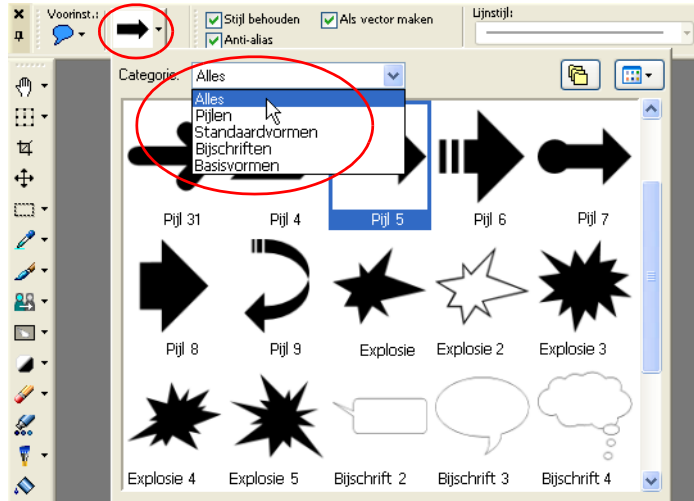 Voorinst.:
Stijl behouden
Als vector maken
Lijnstijl:
Anti-alias
Categorie:
Alles
Alles
Pijlen
Standaardvormen
Bijschriften
Basisvormen
Pijl 31
Pijl 4
Pijl 5
Pijl 6
Pijl 7
Pijl 8
Pijl 9
Explosie
Explosie 2
Explosie 3
Explosie 4
Explosie 5
Bijschrift 2
Bijschrift 3
Bijschrift 4